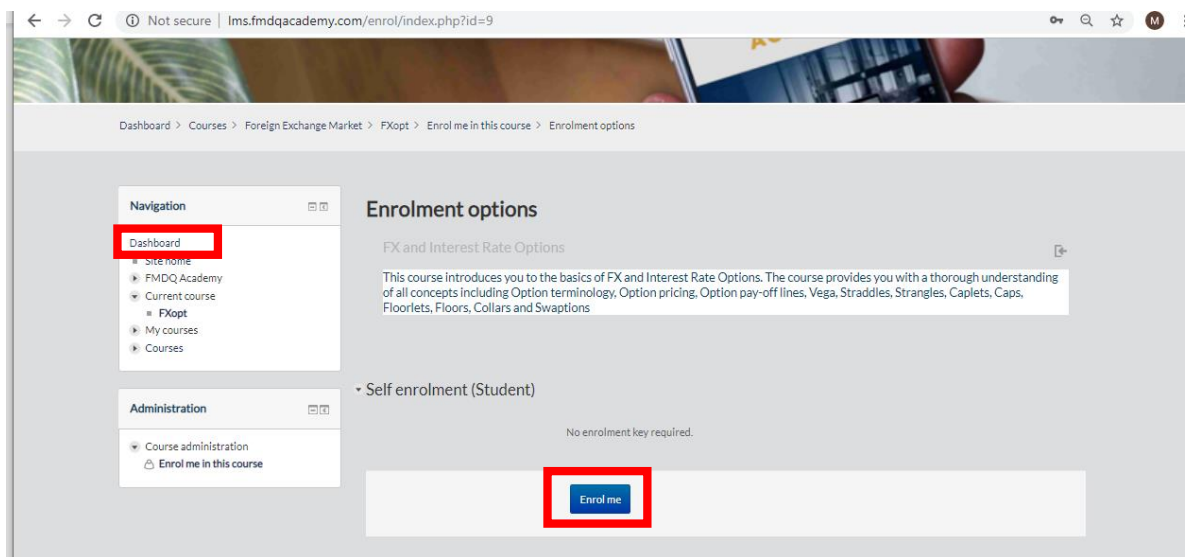 Not secure | lms.fmdqacademy.com/enrol/index.php?id=9
M
Dashboard > Courses > Foreign Exchange Market > FXopt > Enrol me in this course > Enrolment options
Navigation
Dashboard
Site home
FMDQ Academy
Current course
FXopt
My courses
Courses
Administration
Course administration
Enrol me in this course
Enrolment options
FX and Interest Rate Options
This course introduces you to the basics of FX and Interest Rate Options. The course provides you with a thorough understanding
of all concepts including Option terminology, Option pricing, Option pay-off lines, Vega, Straddles, Strangles, Caplets, Caps,
Floorlets, Floors, Collars and Swaptions
Self enrolment (Student)
No enrolment key required.
Enrol me